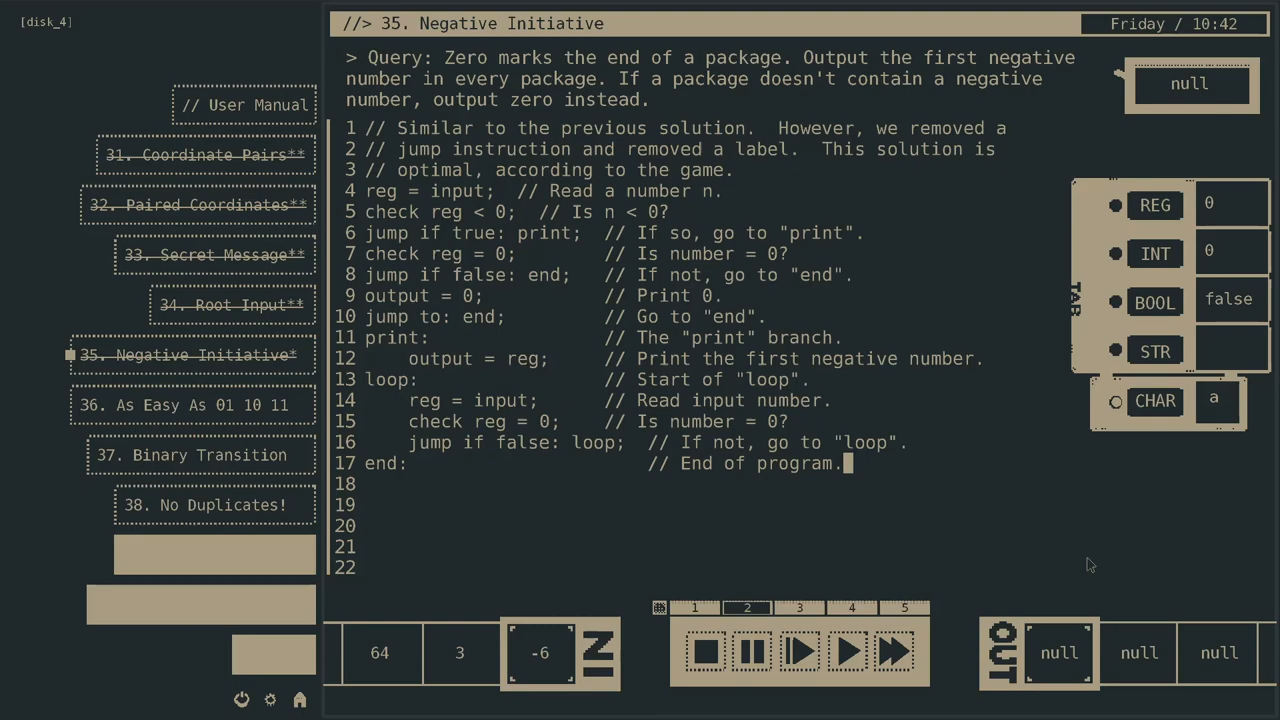 [disk_4]
// User Manual
31. Coordinate Pairs**
32. Paired Coordinates**
33. Secret Message**
34. Root Input**
35. Negative Initiative*
36. As Easy As 01 10 11
37. Binary Transition
38. No Duplicates!
//> 35. Negative Initiative
Friday / 10:42
> Query: Zero marks the end of a package. Output the first negative
number in every package. If a package doesn't contain a negative
number, output zero instead.
1 // Similar to the previous solution.  However, we removed a
2 // jump instruction and removed a label.  This solution is
3 // optimal, according to the game.
4 reg = input;  // Read a number n.
5 check reg < 0;  // Is n < 0?
6 jump if true: print;  // If so, go to "print".
7 check reg = 0;        // Is number = 0?
8 jump if false: end;   // If not, go to "end".
9 output = 0;           // Print 0.
10 jump to: end;         // Go to "end".
11 print:                // The "print" branch.
12     output = reg;     // Print the first negative number.
13 loop:                 // Start of "loop".
14     reg = input;      // Read input number.
15     check reg = 0;    // Is number = 0?
16     jump if false: loop;  // If not, go to "loop".
17 end:                      // End of program.
18
19
20
21
22
null
REG 0
INT 0
BOOL false
STR
CHAR a
TAB
64 3 -6 IN
1 2 3 4 5
OUT null null null